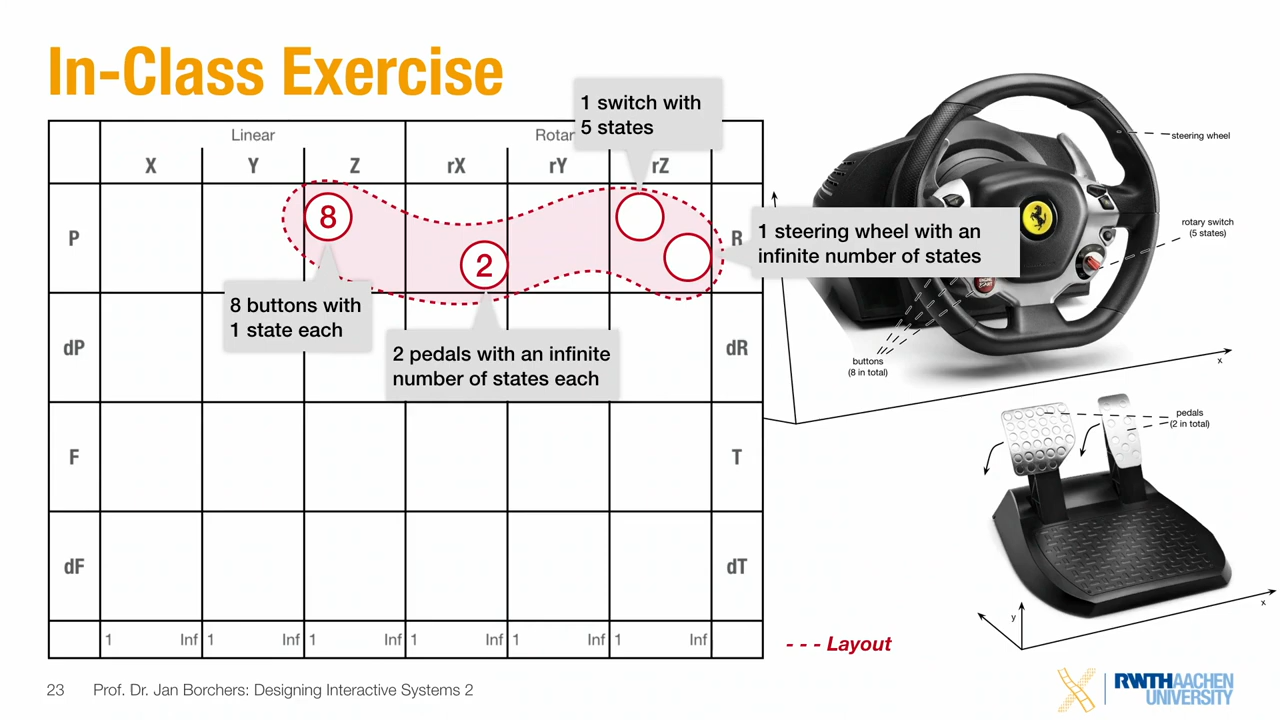 In-Class Exercise
1 switch with
5 states
Linear
Rotar
X
Y
Z
rX
rY
rZ
steering wheel
8
P
R
1 steering wheel with an
infinite number of states
rotary switch
(5 states)
2
8 buttons with
1 state each
dP
2 pedals with an infinite
number of states each
dR
buttons
(8 in total)
x
pedals
(2 in total)
F
T
dF
dT
x
y
1
Inf
1
Inf
1
Inf
1
Inf
1
Inf
1
Inf
- - - Layout
23 Prof. Dr. Jan Borchers: Designing Interactive Systems 2
RWTHAACHEN
UNIVERSITY